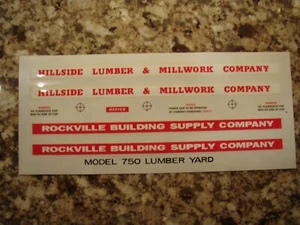 HILLSIDE LUMBER & MILLWORK COMPANY
HILLSIDE LUMBER & MILLWORK COMPANY
OFFICE
ROCKVILLE BUILDING SUPPLY COMPANY
ROCKVILLE BUILDING SUPPLY COMPANY
MODEL 750 LUMBER YARD